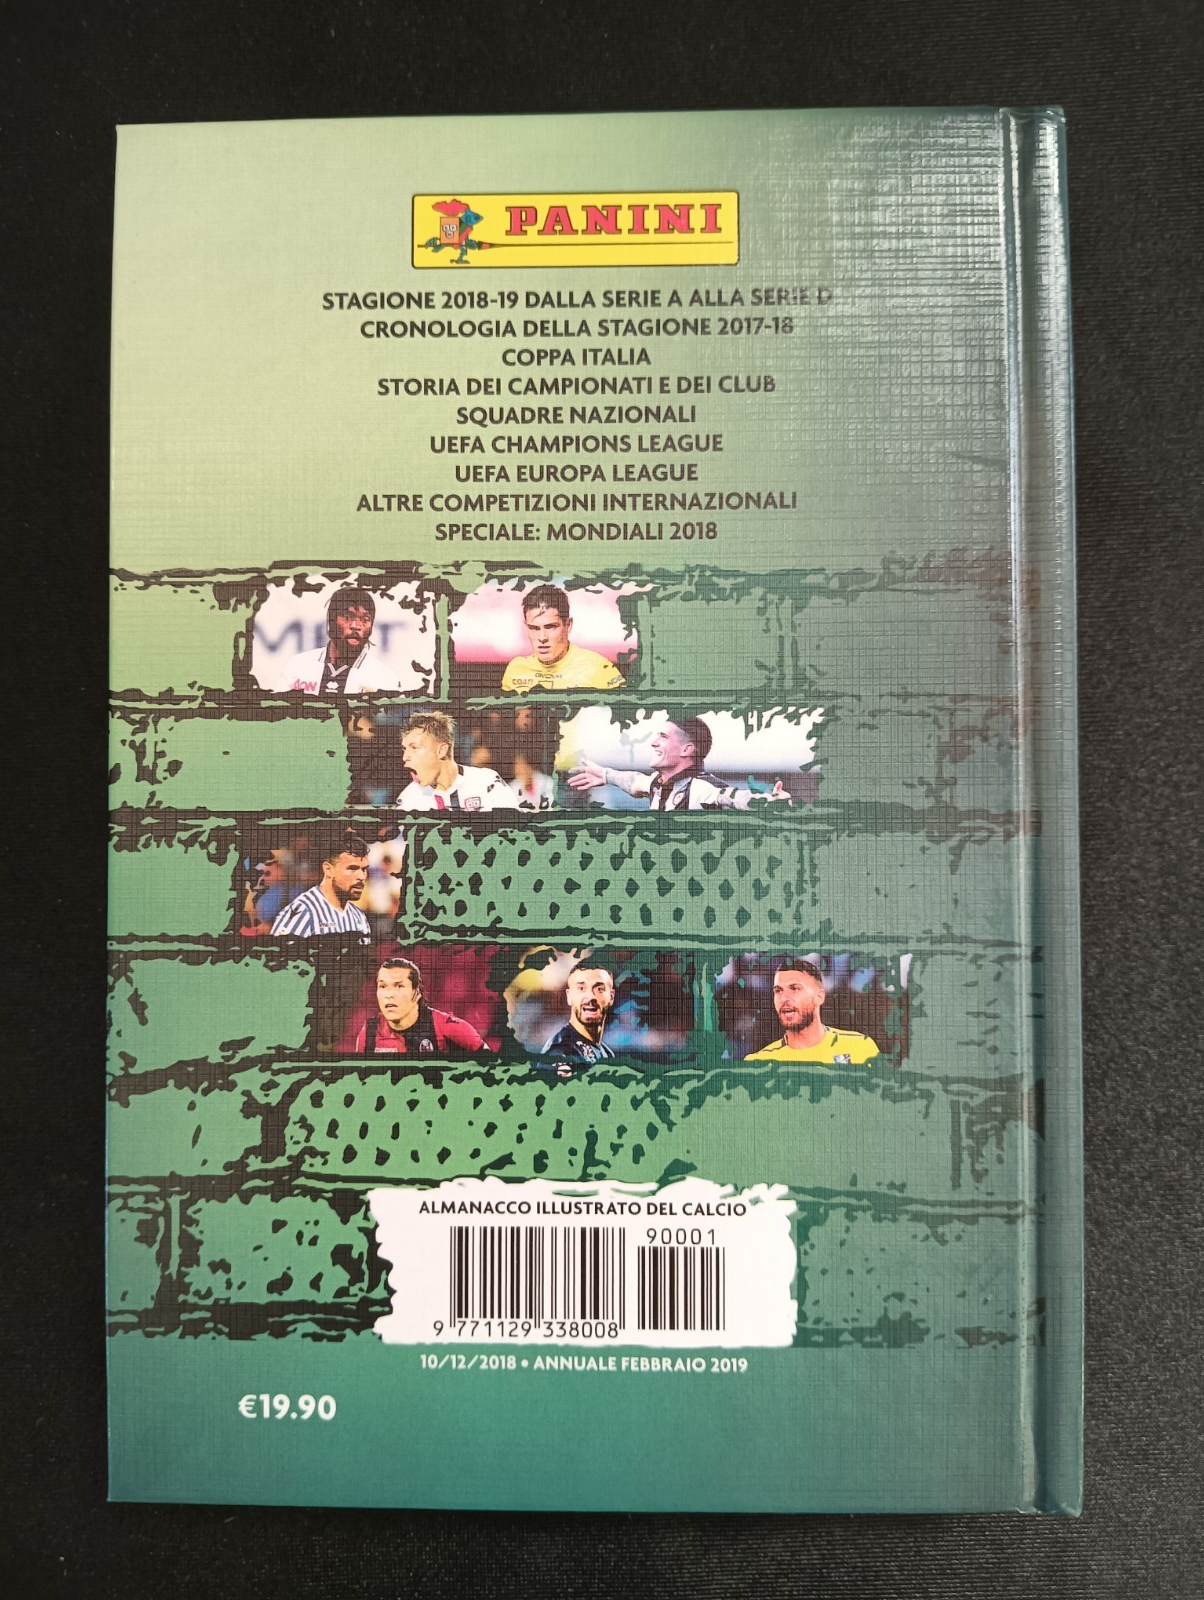 PANINI
STAGIONE 2018-19 DALLA SERIE A ALLA SERIE D
CRONOLOGIA DELLA STAGIONE 2017-18
COPPA ITALIA
STORIA DEI CAMPIONATI E DEI CLUB
SQUADRE NAZIONALI
UEFA CHAMPIONS LEAGUE
UEFA EUROPA LEAGUE
ALTRE COMPETIZIONI INTERNAZIONALI
SPECIALE: MONDIALI 2018
AON
ALMANACCO ILLUSTRATO DEL CALCIO
90001
9 771129 338008
10/12/2018 • ANNUALE FEBBRAIO 2019
€19.90